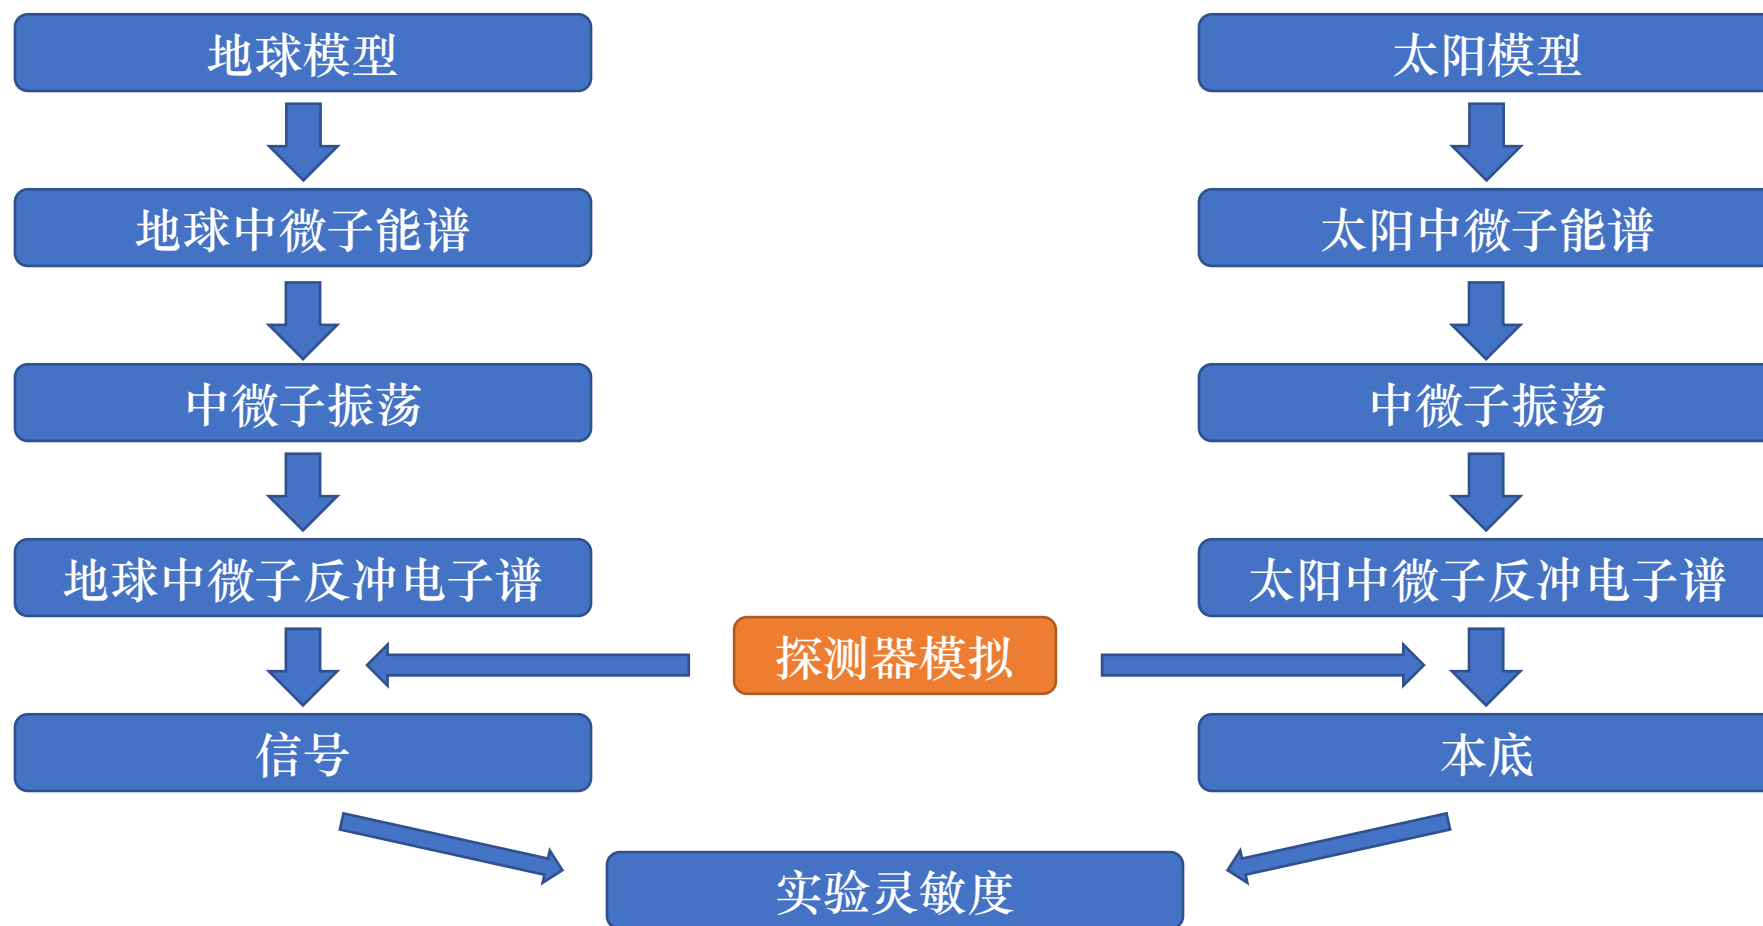 地球模型
太阳模型
地球中微子能谱
太阳中微子能谱
中微子振荡
中微子振荡
地球中微子反冲电子谱
太阳中微子反冲电子谱
探测器模拟
信号
本底
实验灵敏度